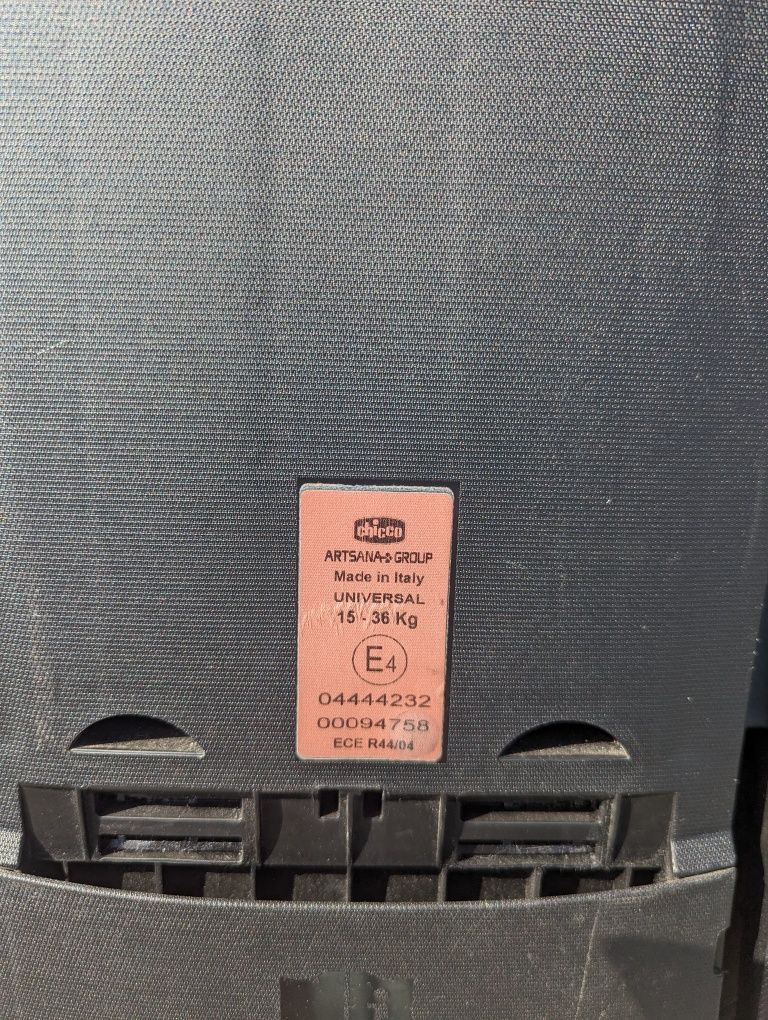 chicco
ARTSANA GROUP
Made in Italy
UNIVERSAL
15 - 36 Kg
E4
04444232
00094758
ECE R44/04